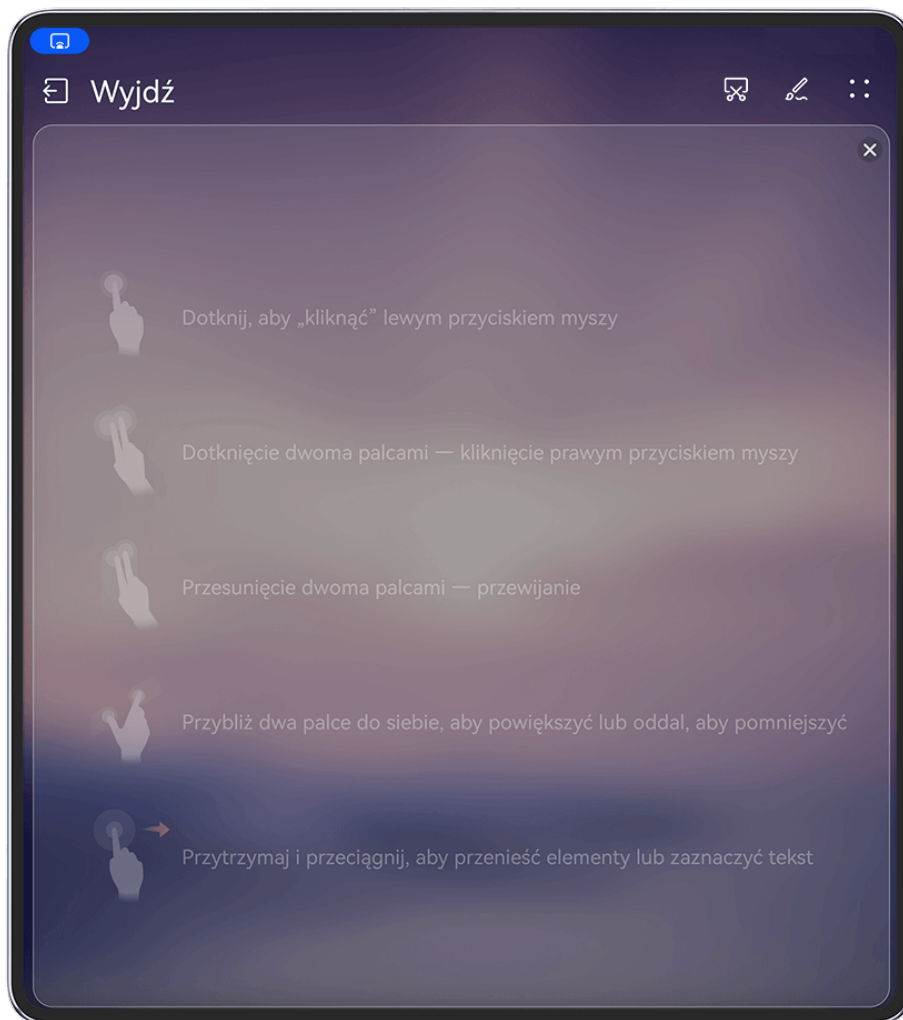 Wyjdź
Dotknij, aby „kliknąć” lewym przyciskiem myszy
Dotknięcie dwoma palcami — kliknięcie prawym przyciskiem myszy
Przesunięcie dwoma palcami — przewijanie
Przybliż dwa palce do siebie, aby powiększyć lub oddal, aby pomniejszyć
Przytrzymaj i przeciągnij, aby przenieść elementy lub zaznaczyć tekst